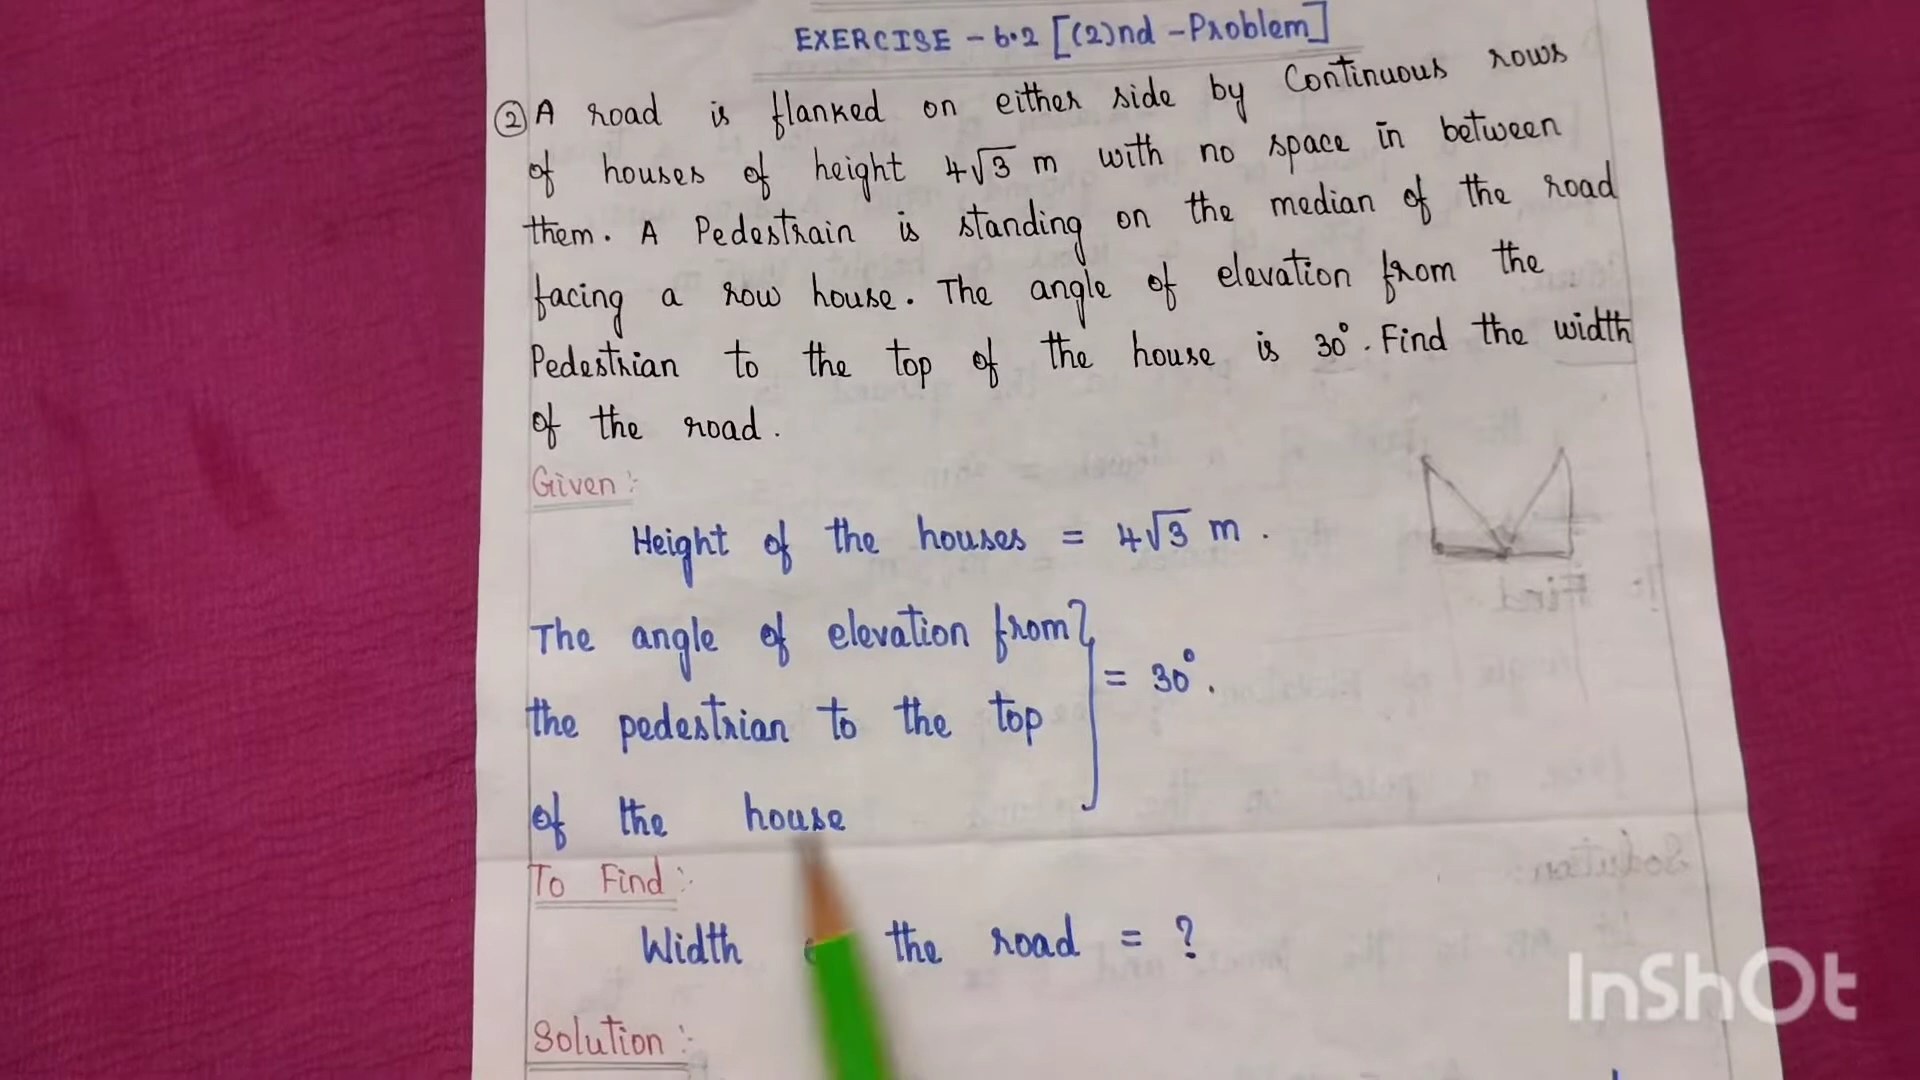 EXERCISE - 6.2 [(2)nd - Problem]
② A road is flanked on either side by Continuous rows
of houses of height 4√3 m with no space in between
them. A Pedestrain is standing on the median of the road
facing a row house. The angle of elevation from the
Pedestrian to the top of the house is 30°. Find the width
of the road.
Given :-
Height of the houses = 4√3 m.
The angle of elevation from
the pedestrian to the top
of the house } = 30°.
To Find :-
Width the road = ?
Solution :-
InShOt